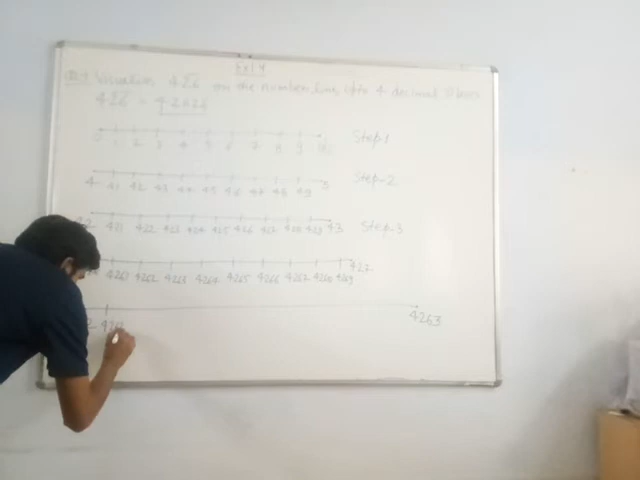 Visualise 4.26 on the number line, upto 4 decimal places
4.26 = 4.2626
0 1 2 3 4 5 6 7 8 9 10 Step-1
4 4.1 4.2 4.3 4.4 4.5 4.6 4.7 4.8 4.9 5 Step-2
4.21 4.22 4.23 4.24 4.25 4.26 4.27 4.28 4.29 4.3 Step-3
4.261 4.262 4.263 4.264 4.265 4.266 4.267 4.268 4.269 4.27
4.263